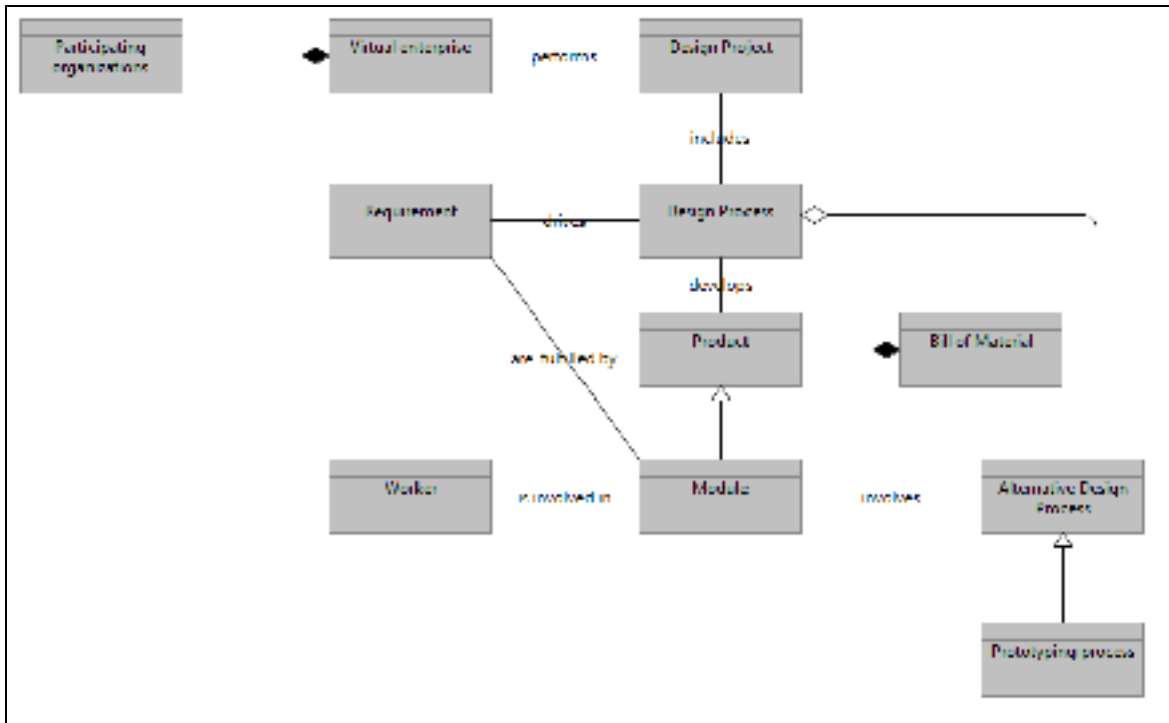 Participating
organizations
Virtual enterprise
performs
Design Project
includes
Requirement
drives
Design Process
develops
Product
Bill of Material
are fulfilled by
Worker
is involved in
Module
involves
Alternative Design
Process
Prototyping process